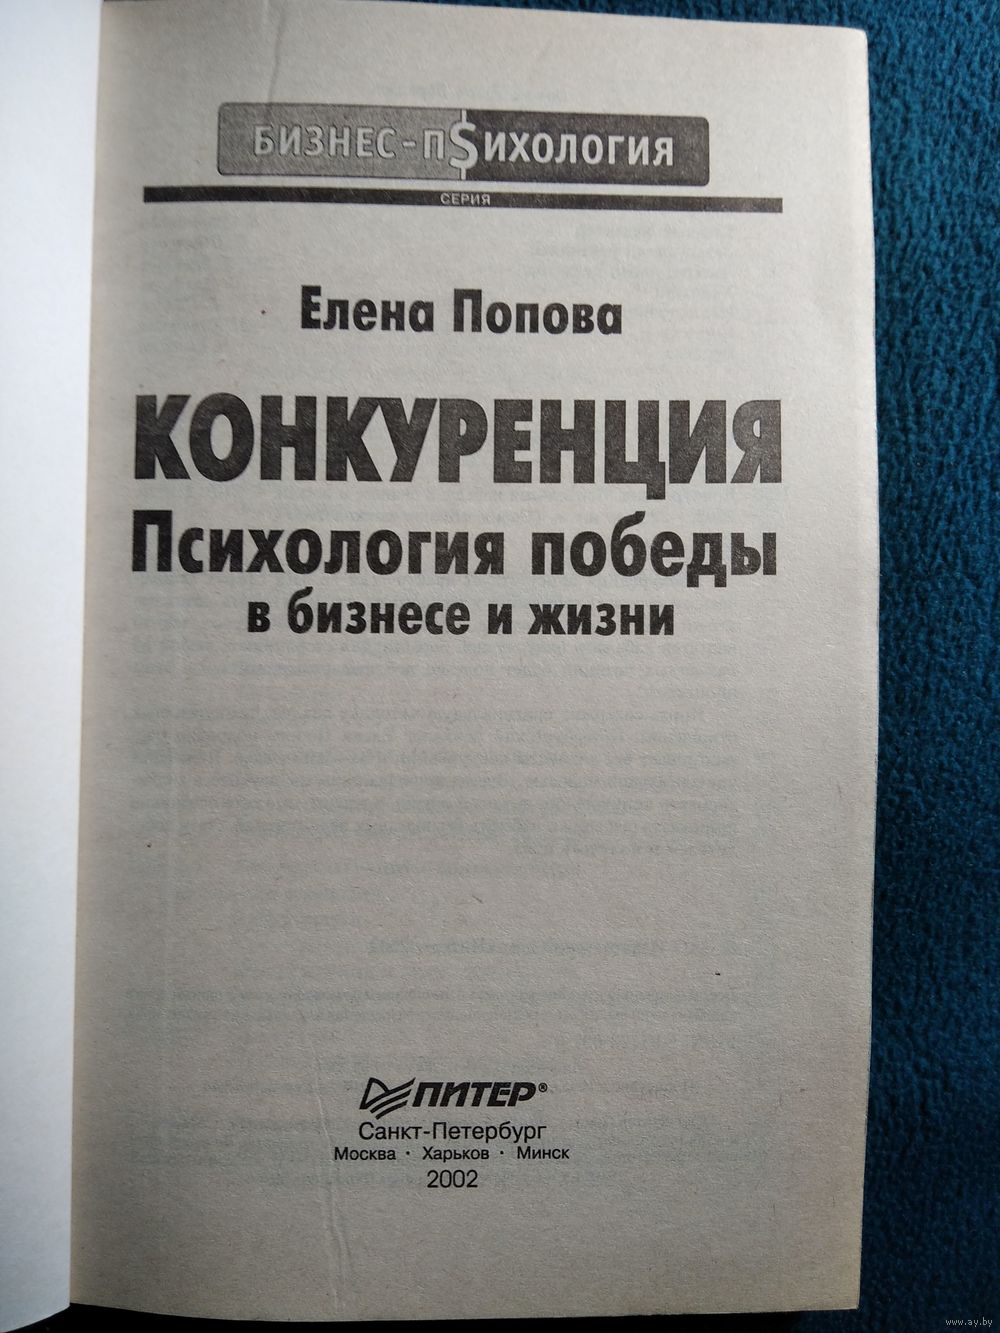 БИЗНЕС-П$ИХОЛОГИЯ
СЕРИЯ
Елена Попова
КОНКУРЕНЦИЯ
Психология победы
в бизнесе и жизни
ПИТЕР®
Санкт-Петербург
Москва · Харьков · Минск
2002
www.ay.by